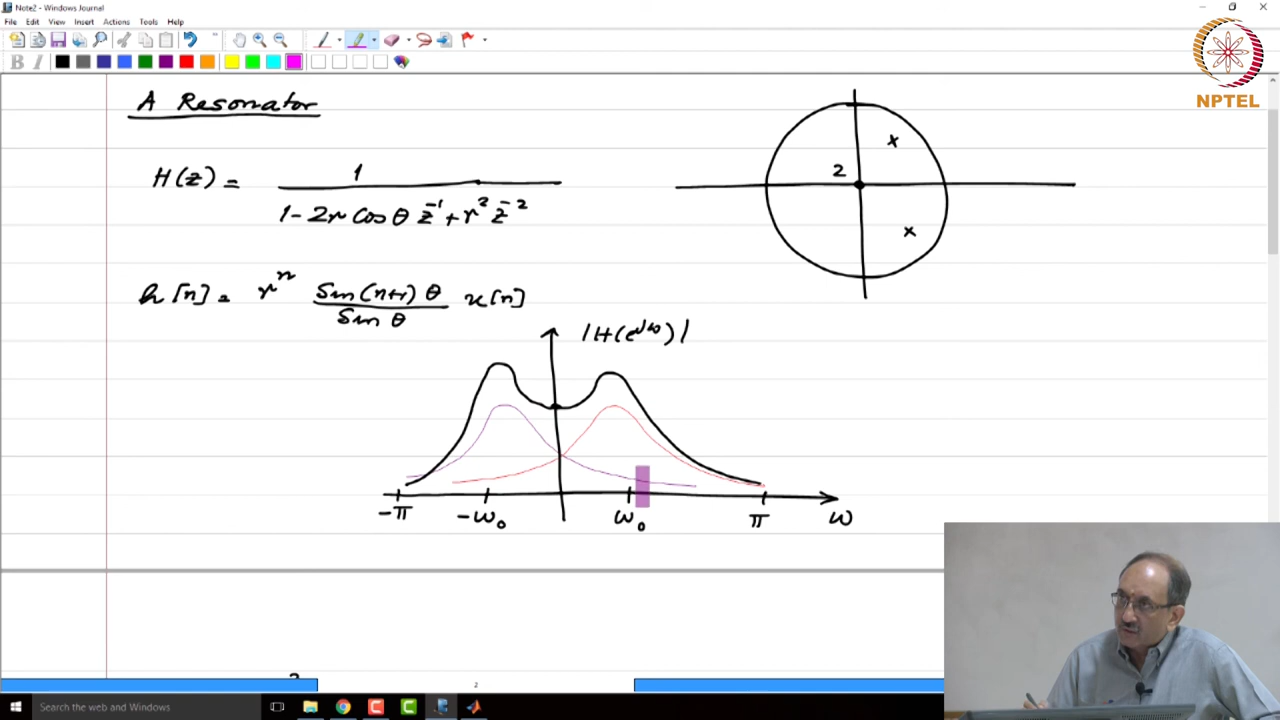 Note2 - Windows Journal
File Edit View Insert Actions Tools Help
B I
NPTEL
A Resonator
H(z) = 1 / 1 - 2r Cos θ z⁻¹ + r² z⁻²
2
h[n] = rⁿ Sin(n+1) θ / Sin θ u[n]
|H(e^jω)|
-π -ω₀ ω₀ π ω
2
Search the web and Windows